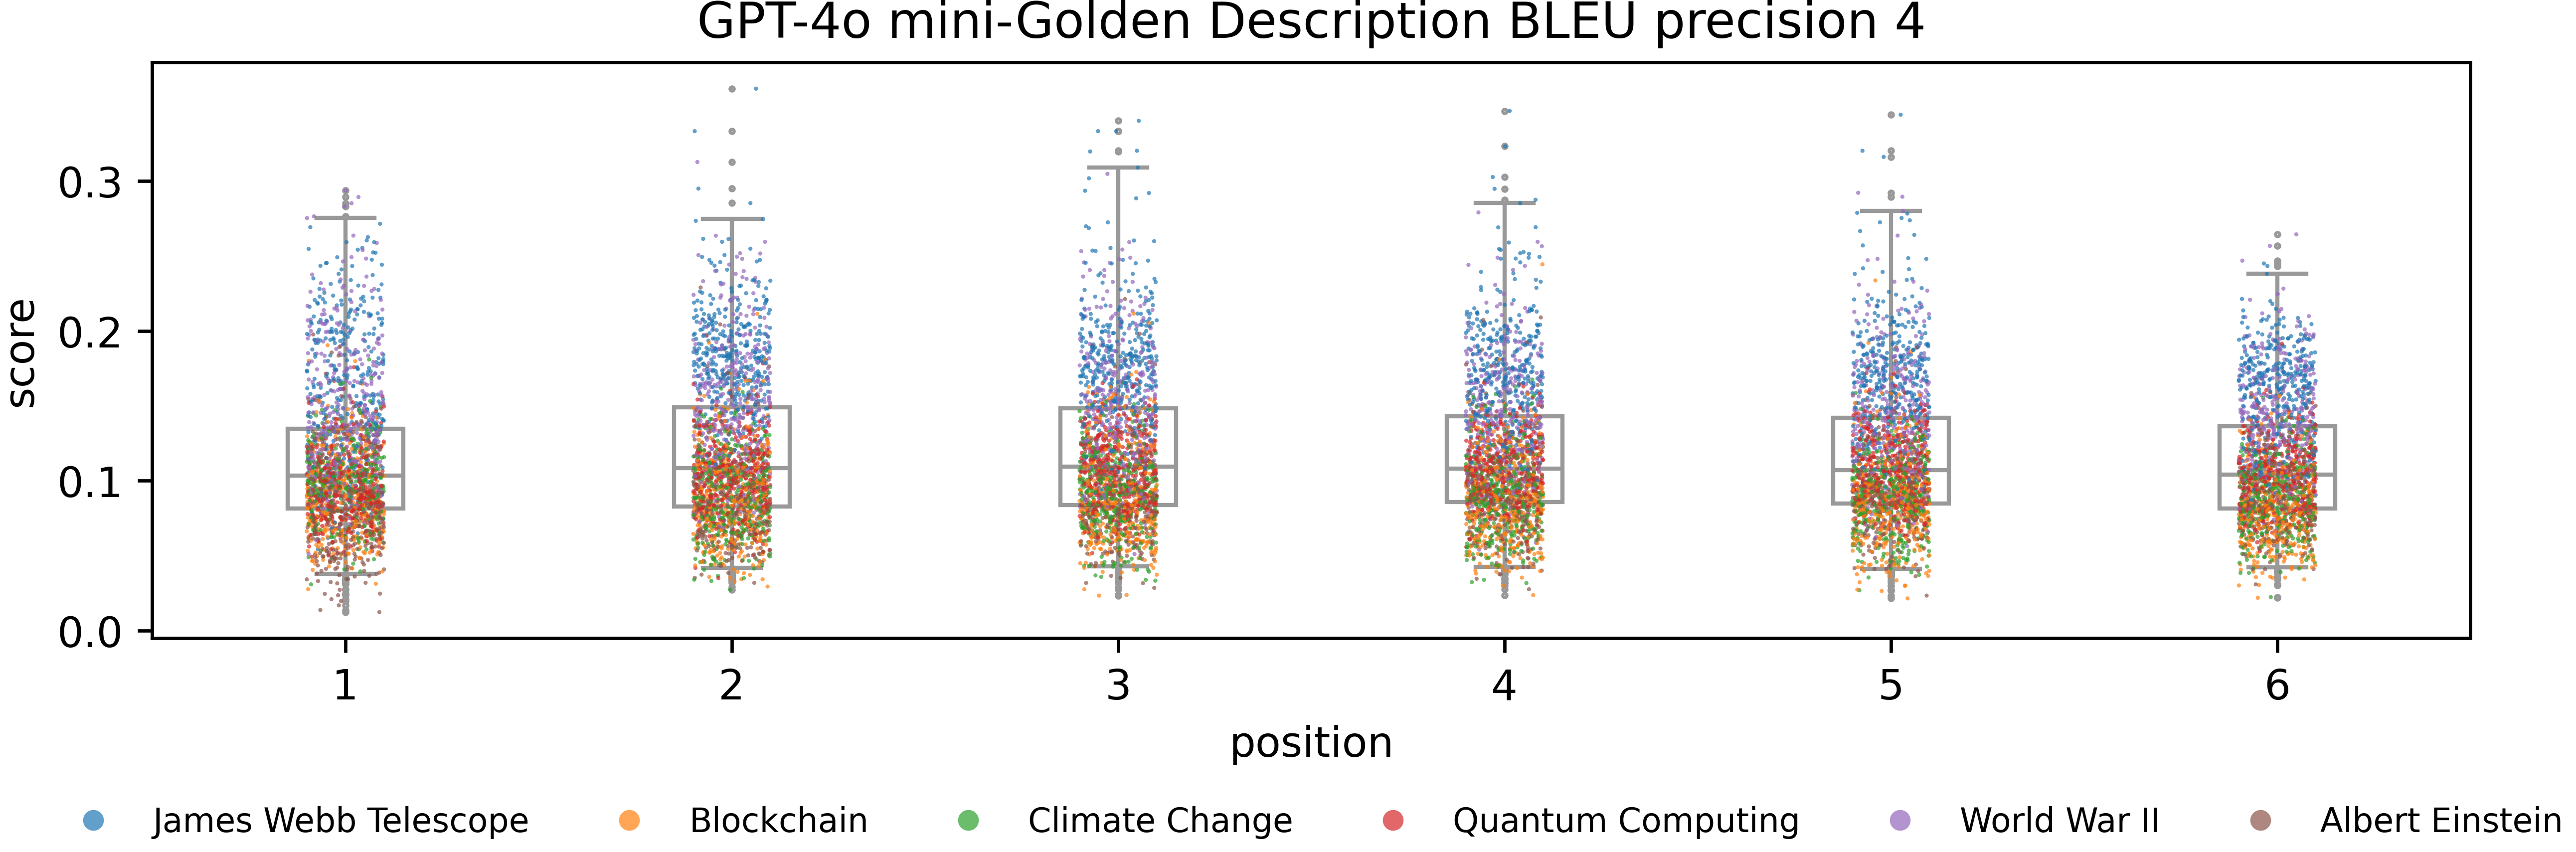 GPT-4o mini-Golden Description BLEU precision 4
score
0.3
0.2
0.1
0.0
1 2 3 4 5 6
position
James Webb Telescope Blockchain Climate Change Quantum Computing World War II Albert Einstein